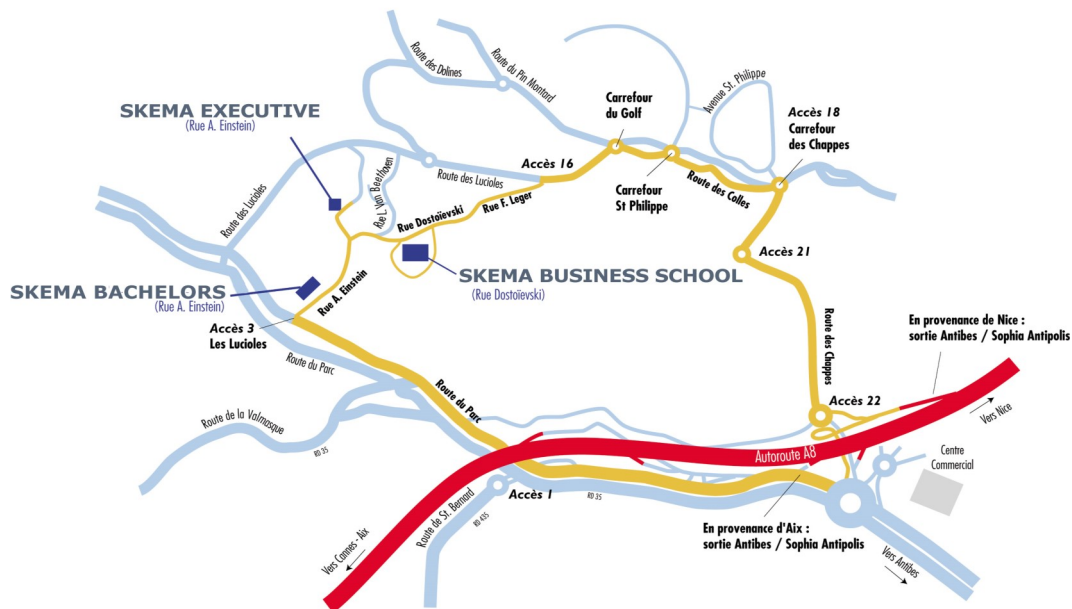 Route des Dolines
Route du Pin Montard
Avenue St. Philippe
SKEMA EXECUTIVE
(Rue A. Einstein)
Carrefour
du Golf
Accès 18
Carrefour
des Chappes
Route des Lucioles
Rue L. Van Beethoven
Route des Lucioles
Accès 16
Carrefour
St Philippe
Route des Colles
Rue Dostoïevski
Rue F. Leger
Accès 21
SKEMA BUSINESS SCHOOL
(Rue Dostoïevski)
SKEMA BACHELORS
(Rue A. Einstein)
Rue A. Einstein
Accès 3
Les Lucioles
Route du Parc
Route du Parc
Route des Chappes
En provenance de Nice :
sortie Antibes / Sophia Antipolis
Accès 22
Vers Nice
Route de la Valmasque
RD 35
Autoroute A8
Centre
Commercial
Accès 1
RD 35
Route de St. Bernard
RD 435
En provenance d'Aix :
sortie Antibes / Sophia Antipolis
Vers Cannes - Aix
Vers Antibes